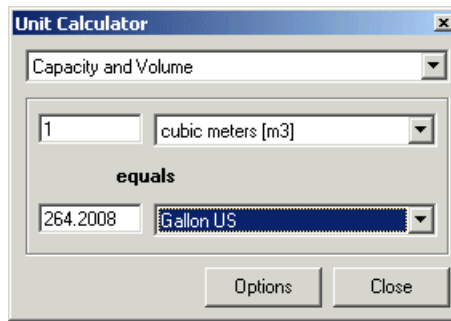 Unit Calculator
Capacity and Volume
1 cubic meters [m3]
equals
264.2008 Gallon US
Options Close